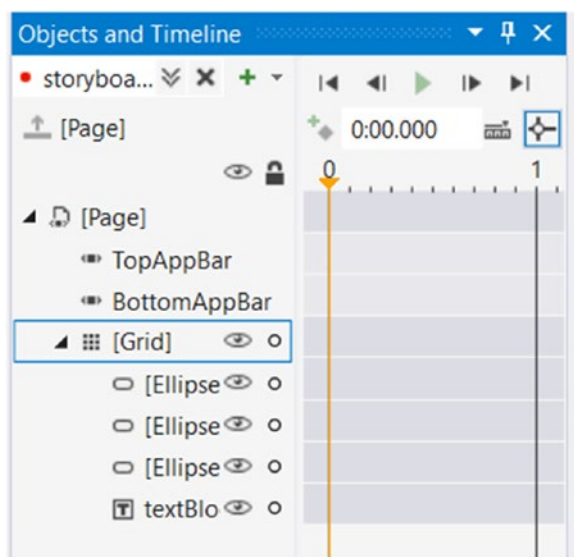 Objects and Timeline
storyboa...
[Page]
0:00.000
0 1
[Page]
TopAppBar
BottomAppBar
[Grid]
[Ellipse
[Ellipse
[Ellipse
T textBlo